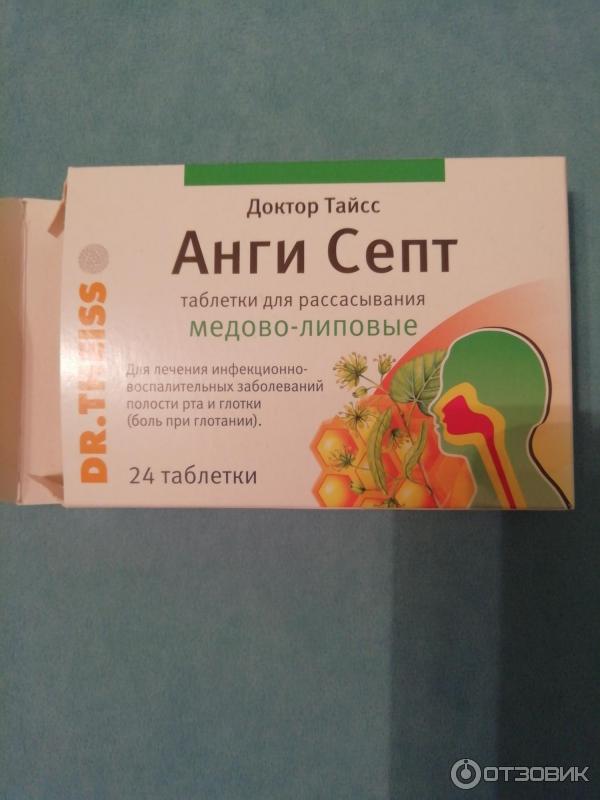 Доктор Тайсс
Анги Септ
таблетки для рассасывания
медово-липовые
Для лечения инфекционно-
воспалительных заболеваний
полости рта и глотки
(боль при глотании).
24 таблетки
DR.THEISS
ОТЗОВИК